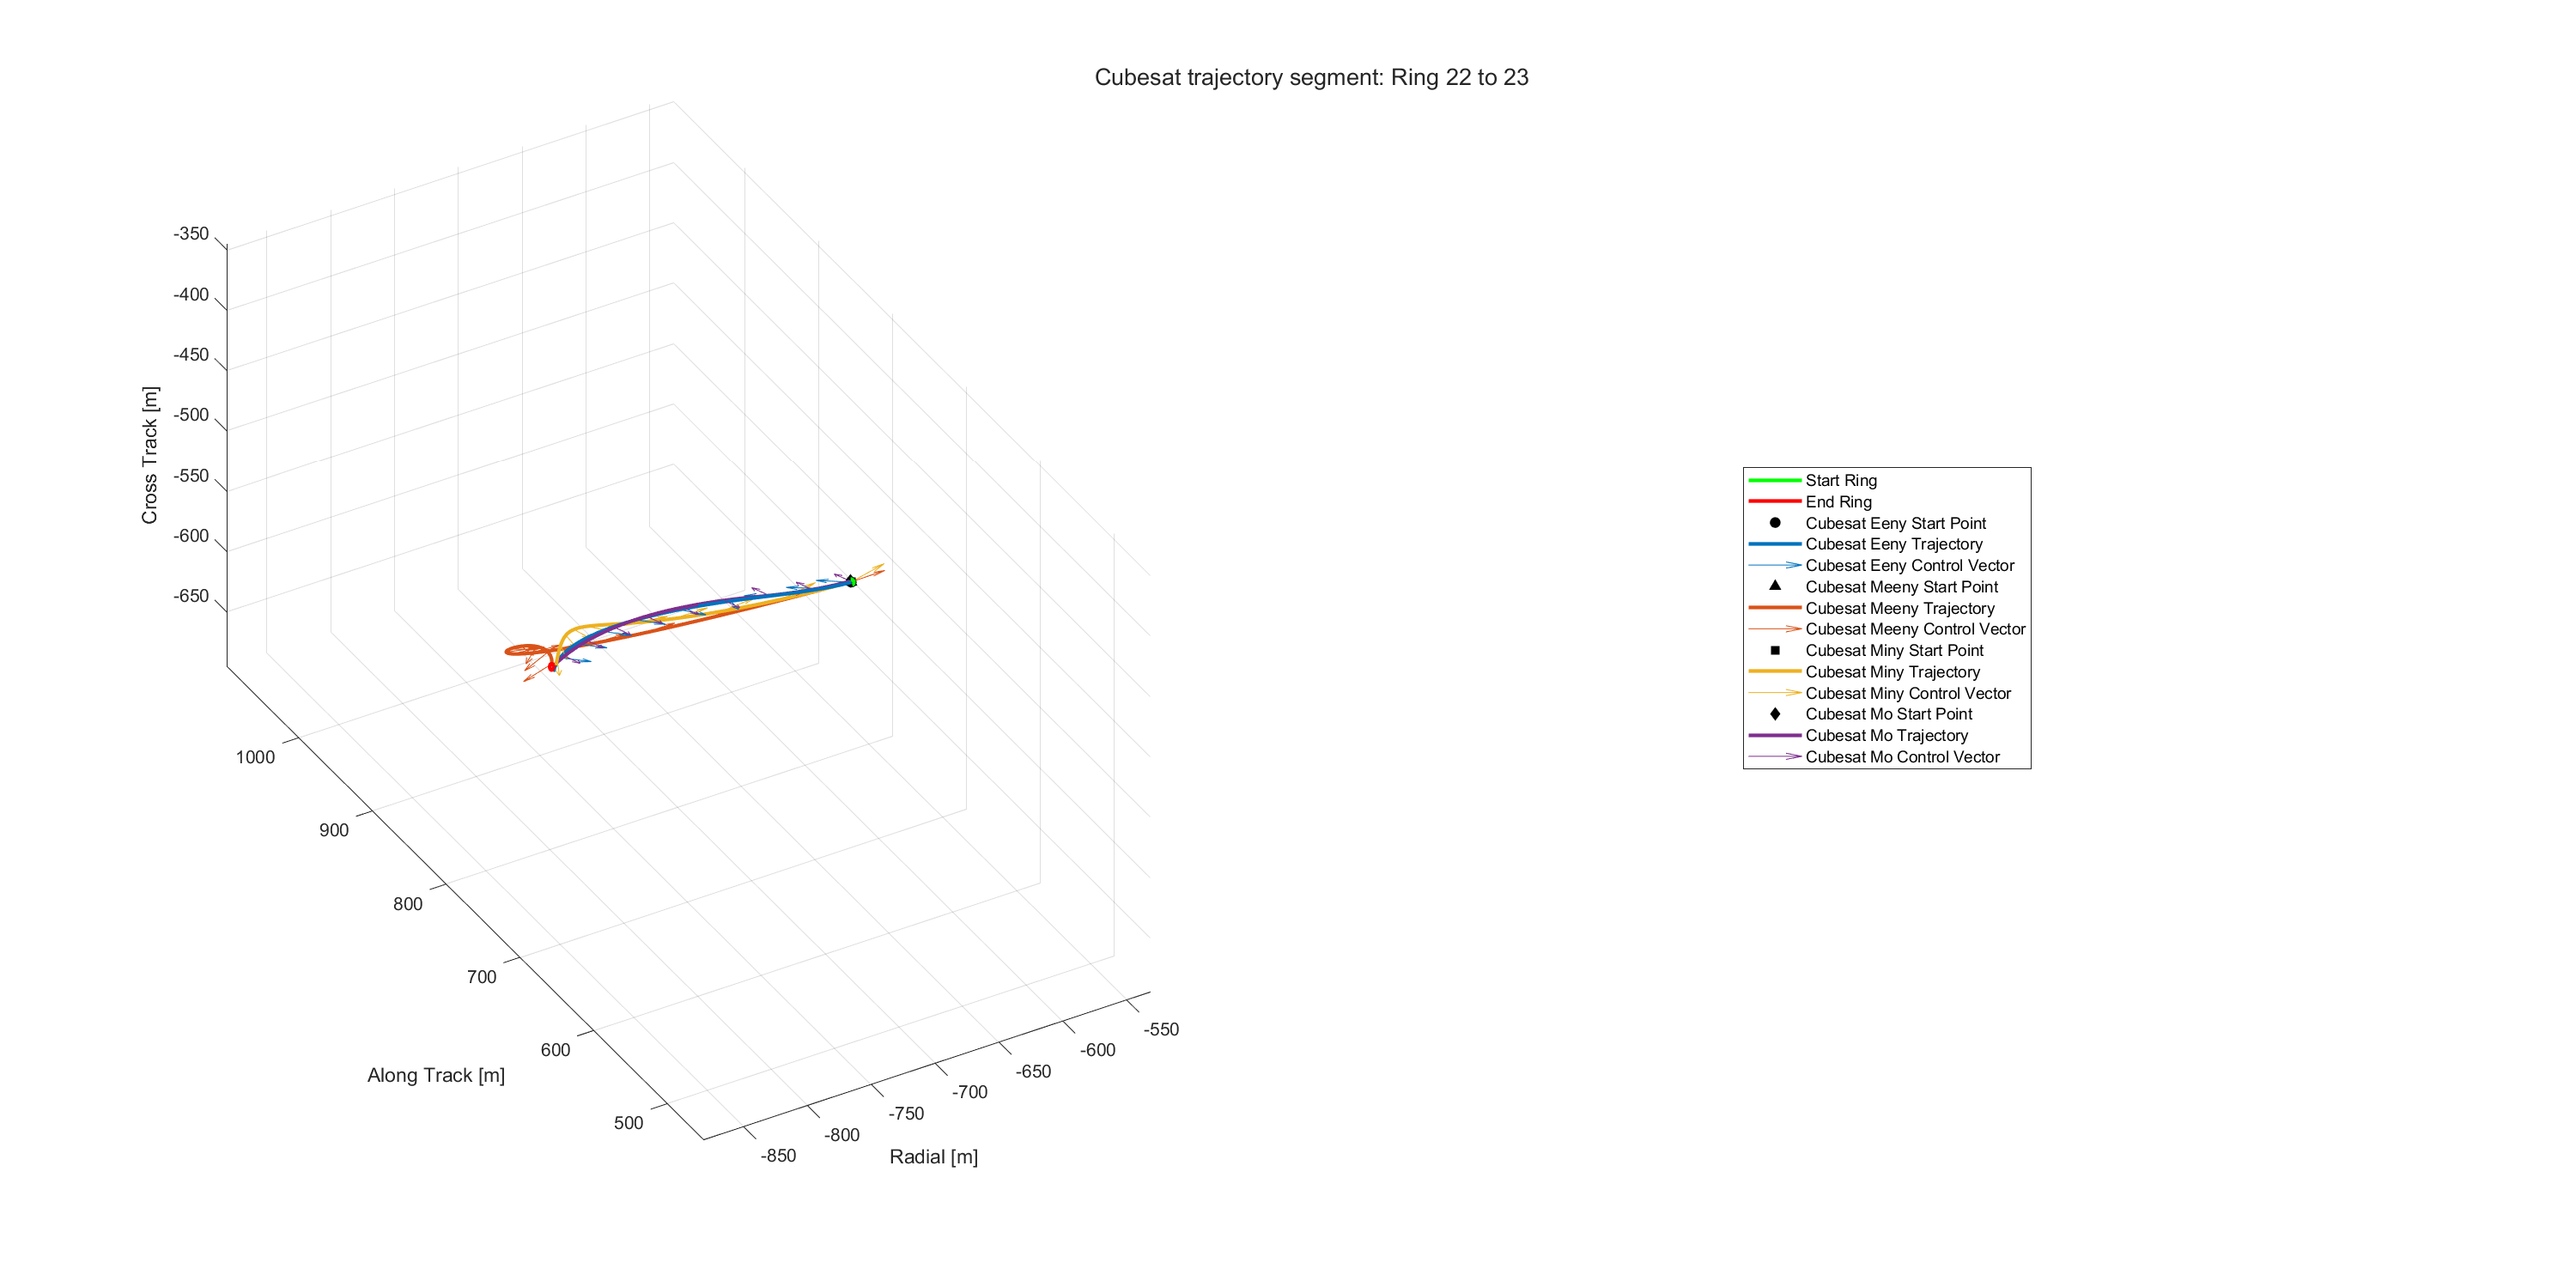 Cubesat trajectory segment: Ring 22 to 23
-350
-400
-450
-500
-550
-600
-650
Cross Track [m]
1000
900
800
700
600
500
Along Track [m]
-850
-800
-750
-700
-650
-600
-550
Radial [m]
Start Ring
End Ring
Cubesat Eeny Start Point
Cubesat Eeny Trajectory
Cubesat Eeny Control Vector
Cubesat Meeny Start Point
Cubesat Meeny Trajectory
Cubesat Meeny Control Vector
Cubesat Miny Start Point
Cubesat Miny Trajectory
Cubesat Miny Control Vector
Cubesat Mo Start Point
Cubesat Mo Trajectory
Cubesat Mo Control Vector